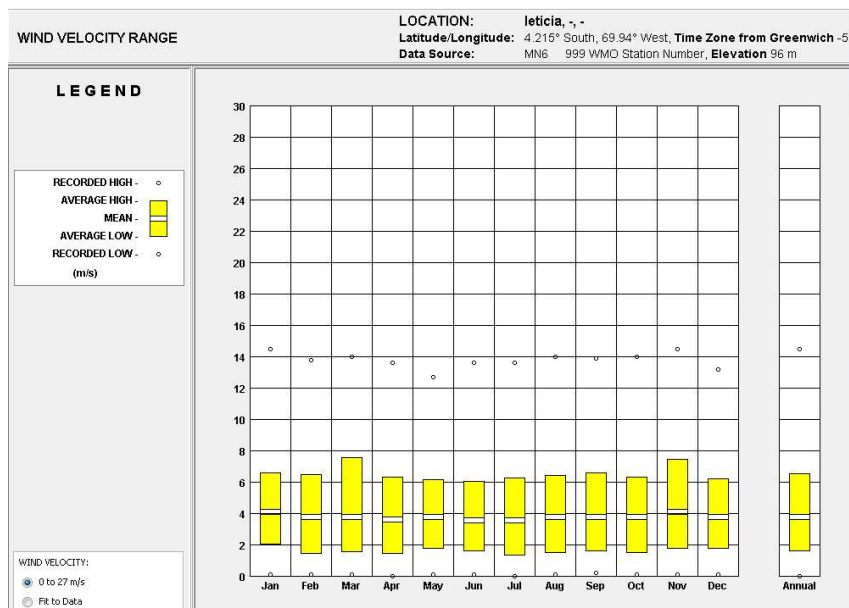 WIND VELOCITY RANGE
LOCATION: leticia, -, -
Latitude/Longitude: 4.215° South, 69.94° West, Time Zone from Greenwich -5
Data Source: MN6 999 WMO Station Number, Elevation 96 m
LEGEND
RECORDED HIGH -
AVERAGE HIGH -
MEAN -
AVERAGE LOW -
RECORDED LOW -
(m/s)
30
28
26
24
22
20
18
16
14
12
10
8
6
4
2
0
Jan Feb Mar Apr May Jun Jul Aug Sep Oct Nov Dec Annual
WIND VELOCITY:
0 to 27 m/s
Fit to Data